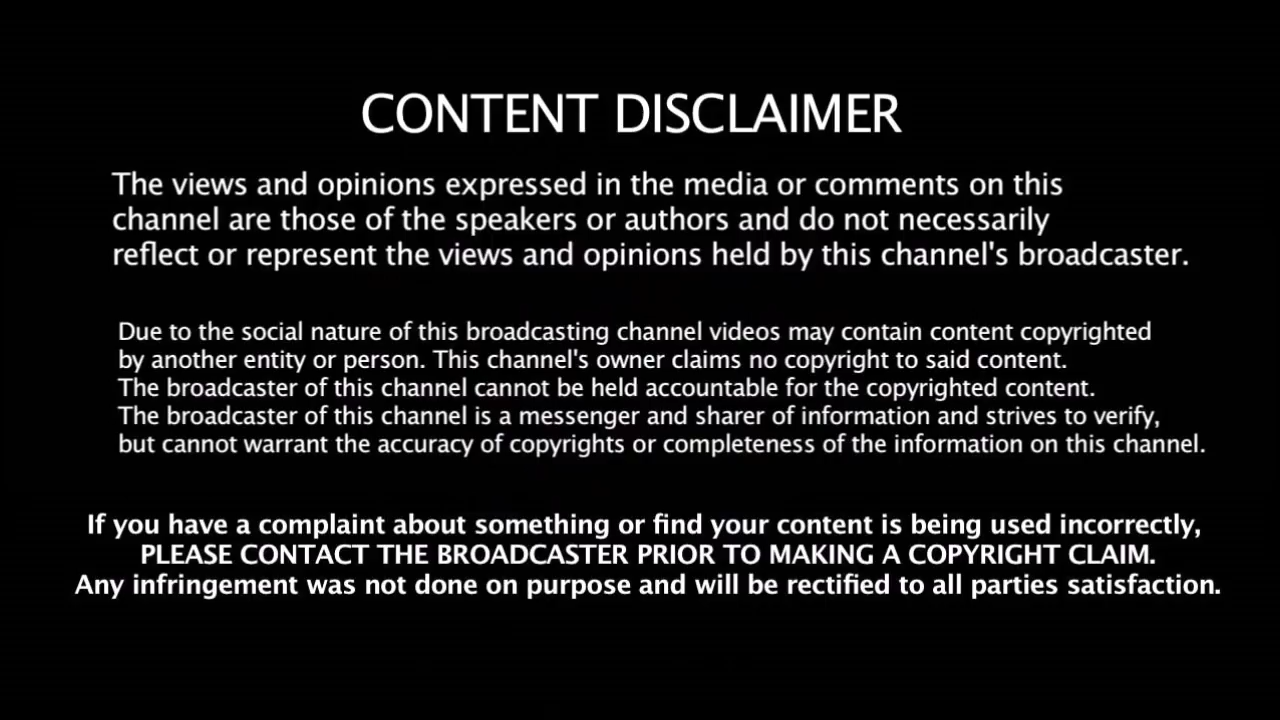 CONTENT DISCLAIMER
The views and opinions expressed in the media or comments on this
channel are those of the speakers or authors and do not necessarily
reflect or represent the views and opinions held by this channel's broadcaster.
Due to the social nature of this broadcasting channel videos may contain content copyrighted
by another entity or person. This channel's owner claims no copyright to said content.
The broadcaster of this channel cannot be held accountable for the copyrighted content.
The broadcaster of this channel is a messenger and sharer of information and strives to verify,
but cannot warrant the accuracy of copyrights or completeness of the information on this channel.
If you have a complaint about something or find your content is being used incorrectly,
PLEASE CONTACT THE BROADCASTER PRIOR TO MAKING A COPYRIGHT CLAIM.
Any infringement was not done on purpose and will be rectified to all parties satisfaction.